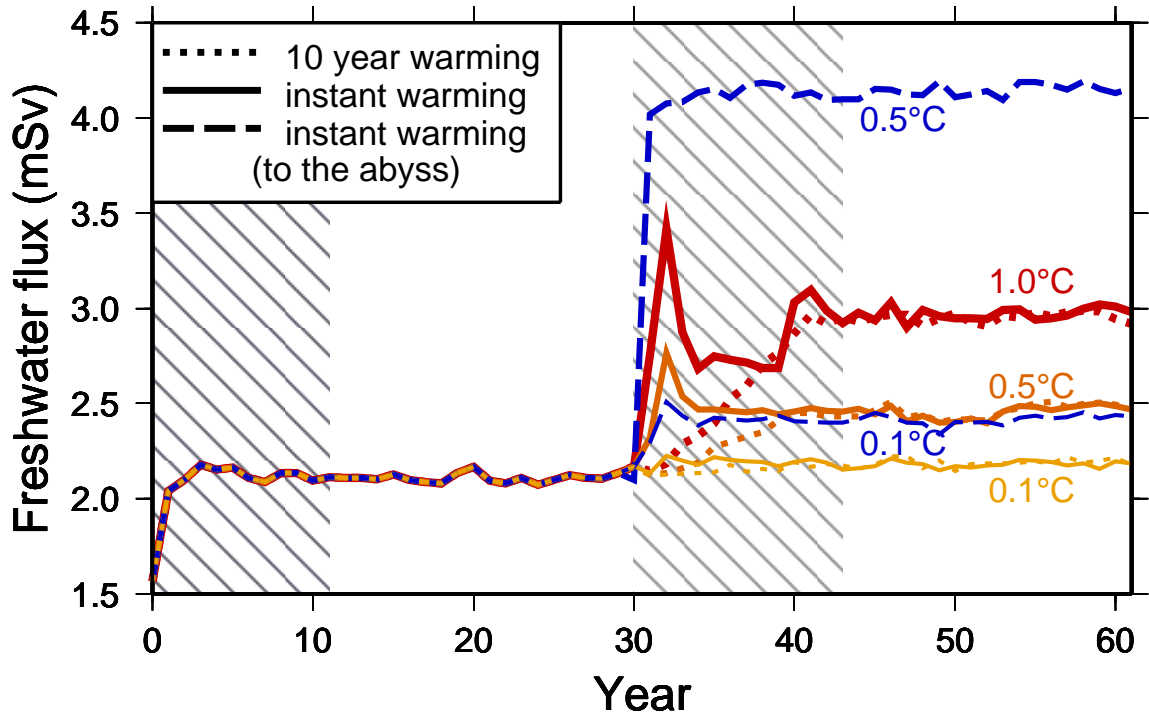 10 year warming
instant warming
instant warming
(to the abyss)
Freshwater flux (mSv)
4.5
4.0
3.5
3.0
2.5
2.0
1.5
0.5°C
1.0°C
0.5°C
0.1°C
0.1°C
0 10 20 30 40 50 60
Year